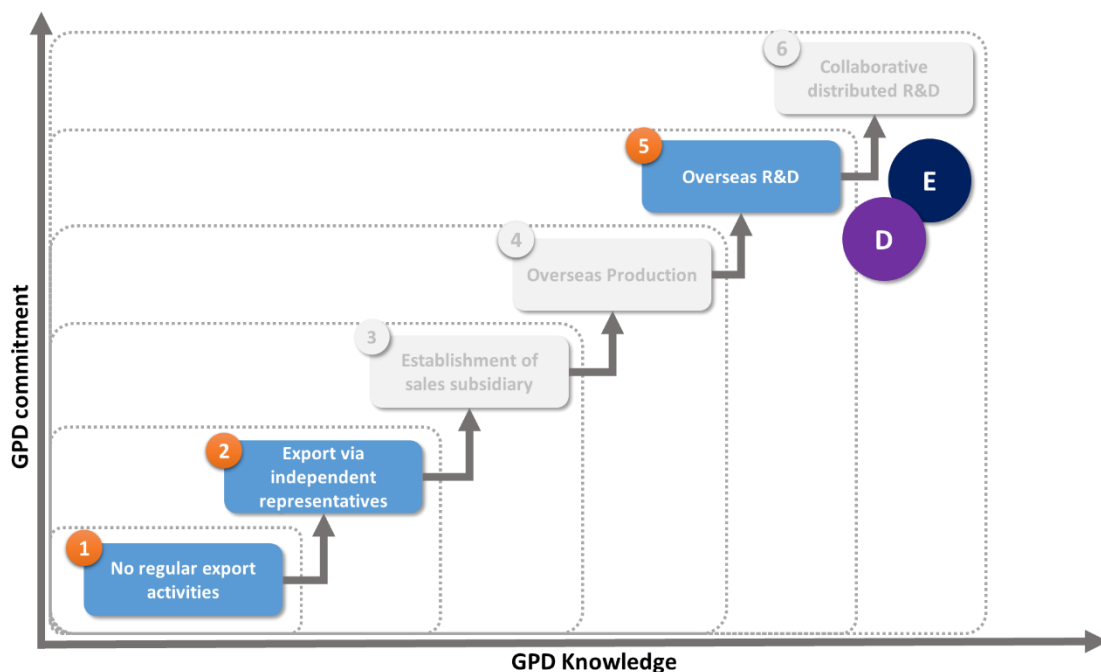 6
Collaborative
distributed R&D
5
Overseas R&D
E
D
4
Overseas Production
3
Establishment of
sales subsidiary
2
Export via
independent
representatives
1
No regular export
activities
GPD commitment
GPD Knowledge